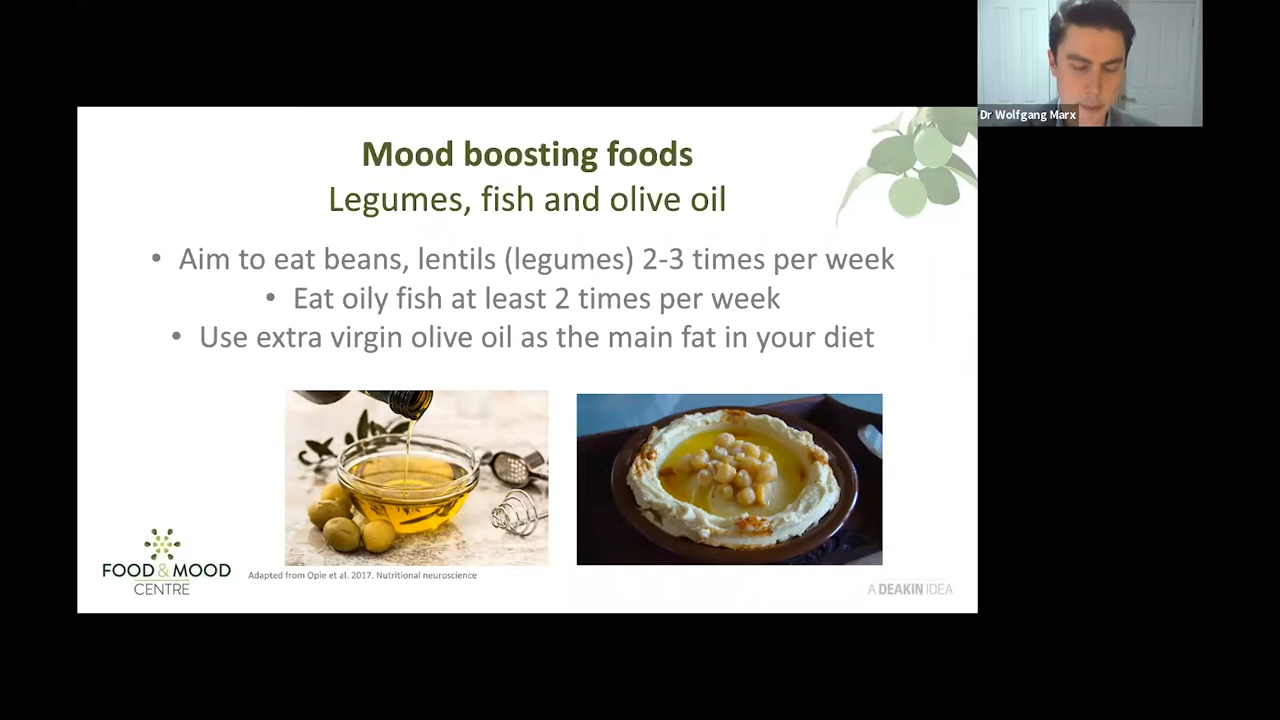 Dr Wolfgang Marx
Mood boosting foods
Legumes, fish and olive oil
• Aim to eat beans, lentils (legumes) 2-3 times per week
• Eat oily fish at least 2 times per week
• Use extra virgin olive oil as the main fat in your diet
FOOD & MOOD
CENTRE
Adapted from Opie et al. 2017. Nutritional neuroscience
A DEAKIN IDEA